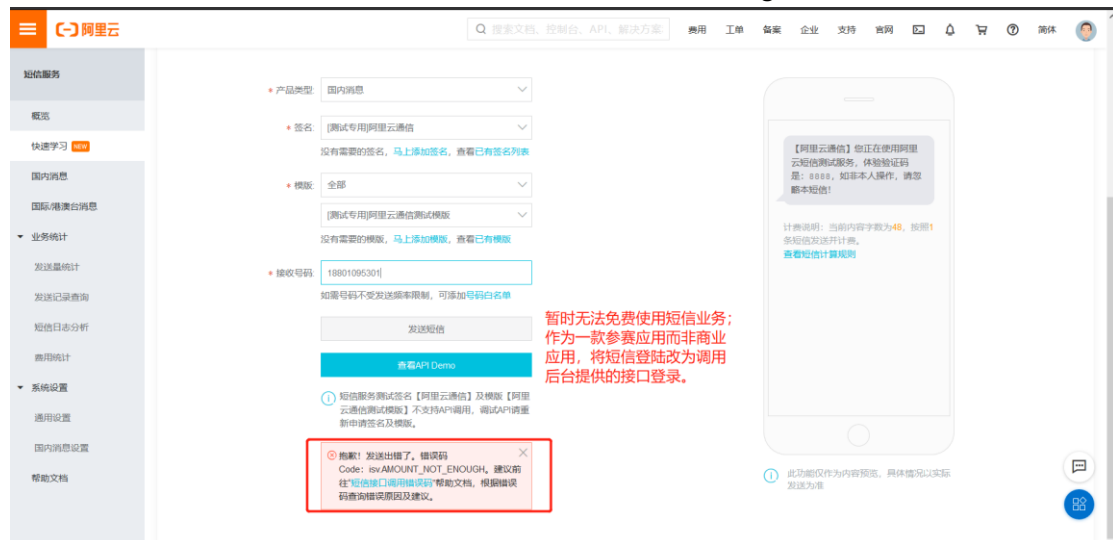 阿里云
搜索文档、控制台、API、解决方案
费用 工单 备案 企业 支持 官网 简体
短信服务
概览
快速学习 NEW
国内消息
国际/港澳台消息
业务统计
发送量统计
发送记录查询
短信日志分析
费用统计
系统设置
通用设置
国内消息设置
帮助文档
* 产品类型: 国内消息
* 签名: [测试专用]阿里云通信
没有需要的签名，马上添加签名，查看已有签名列表
* 模版: 全部
[测试专用]阿里云通信测试模版
没有需要的模版，马上添加模版，查看已有模版
* 接收号码: 18801095301
如需号码不受发送频率限制，可添加号码白名单
发送短信
查看API Demo
短信服务测试签名【阿里云通信】及模版【阿里
云通信测试模版】不支持API调用，调试API请重
新申请签名及模版。
抱歉！发送出错了。错误码
Code：isv.AMOUNT_NOT_ENOUGH。建议前
往"短信接口调用错误码"帮助文档，根据错误
码查询错误原因及建议。
暂时无法免费使用短信业务；
作为一款参赛应用而非商业
应用，将短信登陆改为调用
后台提供的接口登录。
【阿里云通信】您正在使用阿里
云短信测试服务，体验验证码
是：8888，如非本人操作，请忽
略本短信！
计费说明：当前内容字数为48，按照1
条短信发送并计费。
查看短信计算规则
此功能仅作为内容预览，具体情况以实际
发送为准